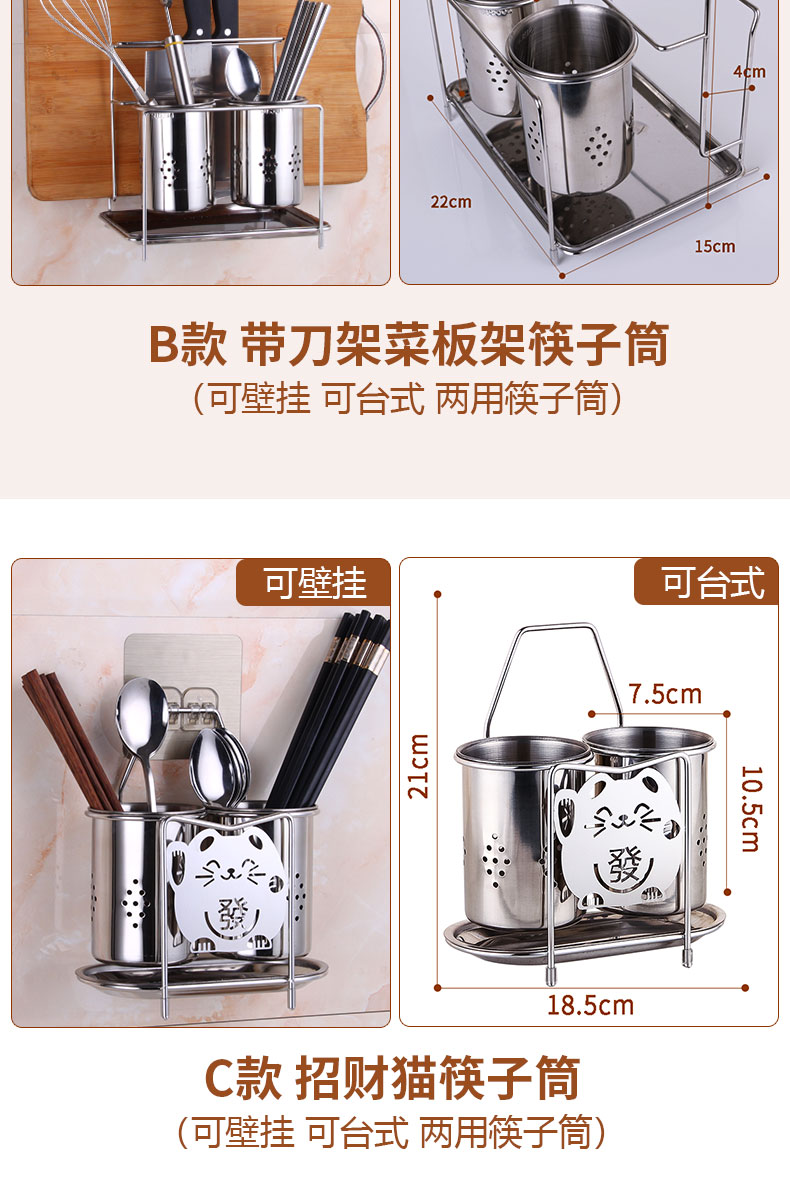 4cm
22cm
15cm
B款 带刀架菜板架筷子筒
（可壁挂 可台式 两用筷子筒）
可壁挂
可台式
7.5cm
21cm
10.5cm
發
發
18.5cm
C款 招财猫筷子筒
（可壁挂 可台式 两用筷子筒）